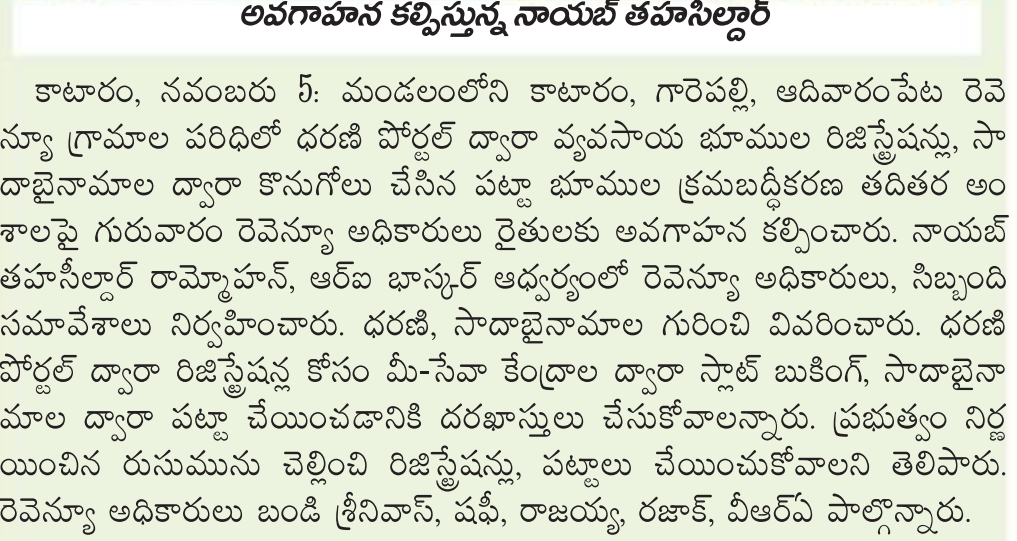 అవగాహన కల్పిస్తున్న నాయబ్ తహసిల్దార్
కాటారం, నవంబరు 5: మండలంలోని కాటారం, గారెపల్లి, ఆదివారంపేట రెవె
న్యూ గ్రామాల పరిధిలో ధరణి పోర్టల్ ద్వారా వ్యవసాయ భూముల రిజిస్ట్రేషన్లు, సా
దాబైనామాల ద్వారా కొనుగోలు చేసిన పట్టా భూముల క్రమబద్ధీకరణ తదితర అం
శాలపై గురువారం రెవెన్యూ అధికారులు రైతులకు అవగాహన కల్పించారు. నాయబ్
తహసీల్దార్ రామ్మోహన్, ఆర్ఐ భాస్కర్ ఆధ్వర్యంలో రెవెన్యూ అధికారులు, సిబ్బంది
సమావేశాలు నిర్వహించారు. ధరణి, సాదాబైనామాల గురించి వివరించారు. ధరణి
పోర్టల్ ద్వారా రిజిస్ట్రేషన్ల కోసం మీ-సేవా కేంద్రాల ద్వారా స్లాట్ బుకింగ్, సాదాబైనా
మాల ద్వారా పట్టా చేయించడానికి దరఖాస్తులు చేసుకోవాలన్నారు. ప్రభుత్వం నిర్ణ
యించిన రుసుమును చెల్లించి రిజిస్ట్రేషన్లు, పట్టాలు చేయించుకోవాలని తెలిపారు.
రెవెన్యూ అధికారులు బండి శ్రీనివాస్, షఫీ, రాజయ్య, రజాక్, వీఆర్ఏ పాల్గొన్నారు.